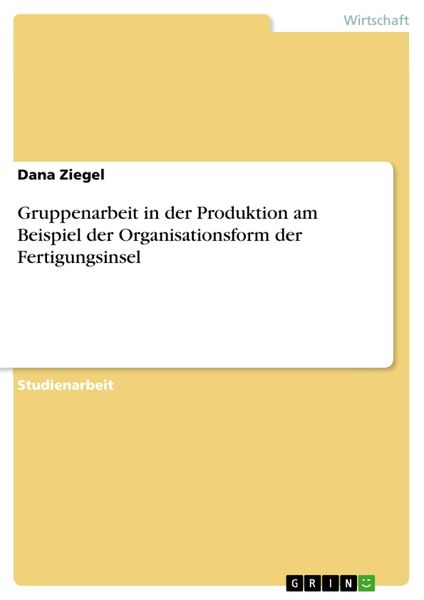 Wirtschaft
Dana Ziegel
Gruppenarbeit in der Produktion am
Beispiel der Organisationsform der
Fertigungsinsel
Studienarbeit
GRIN